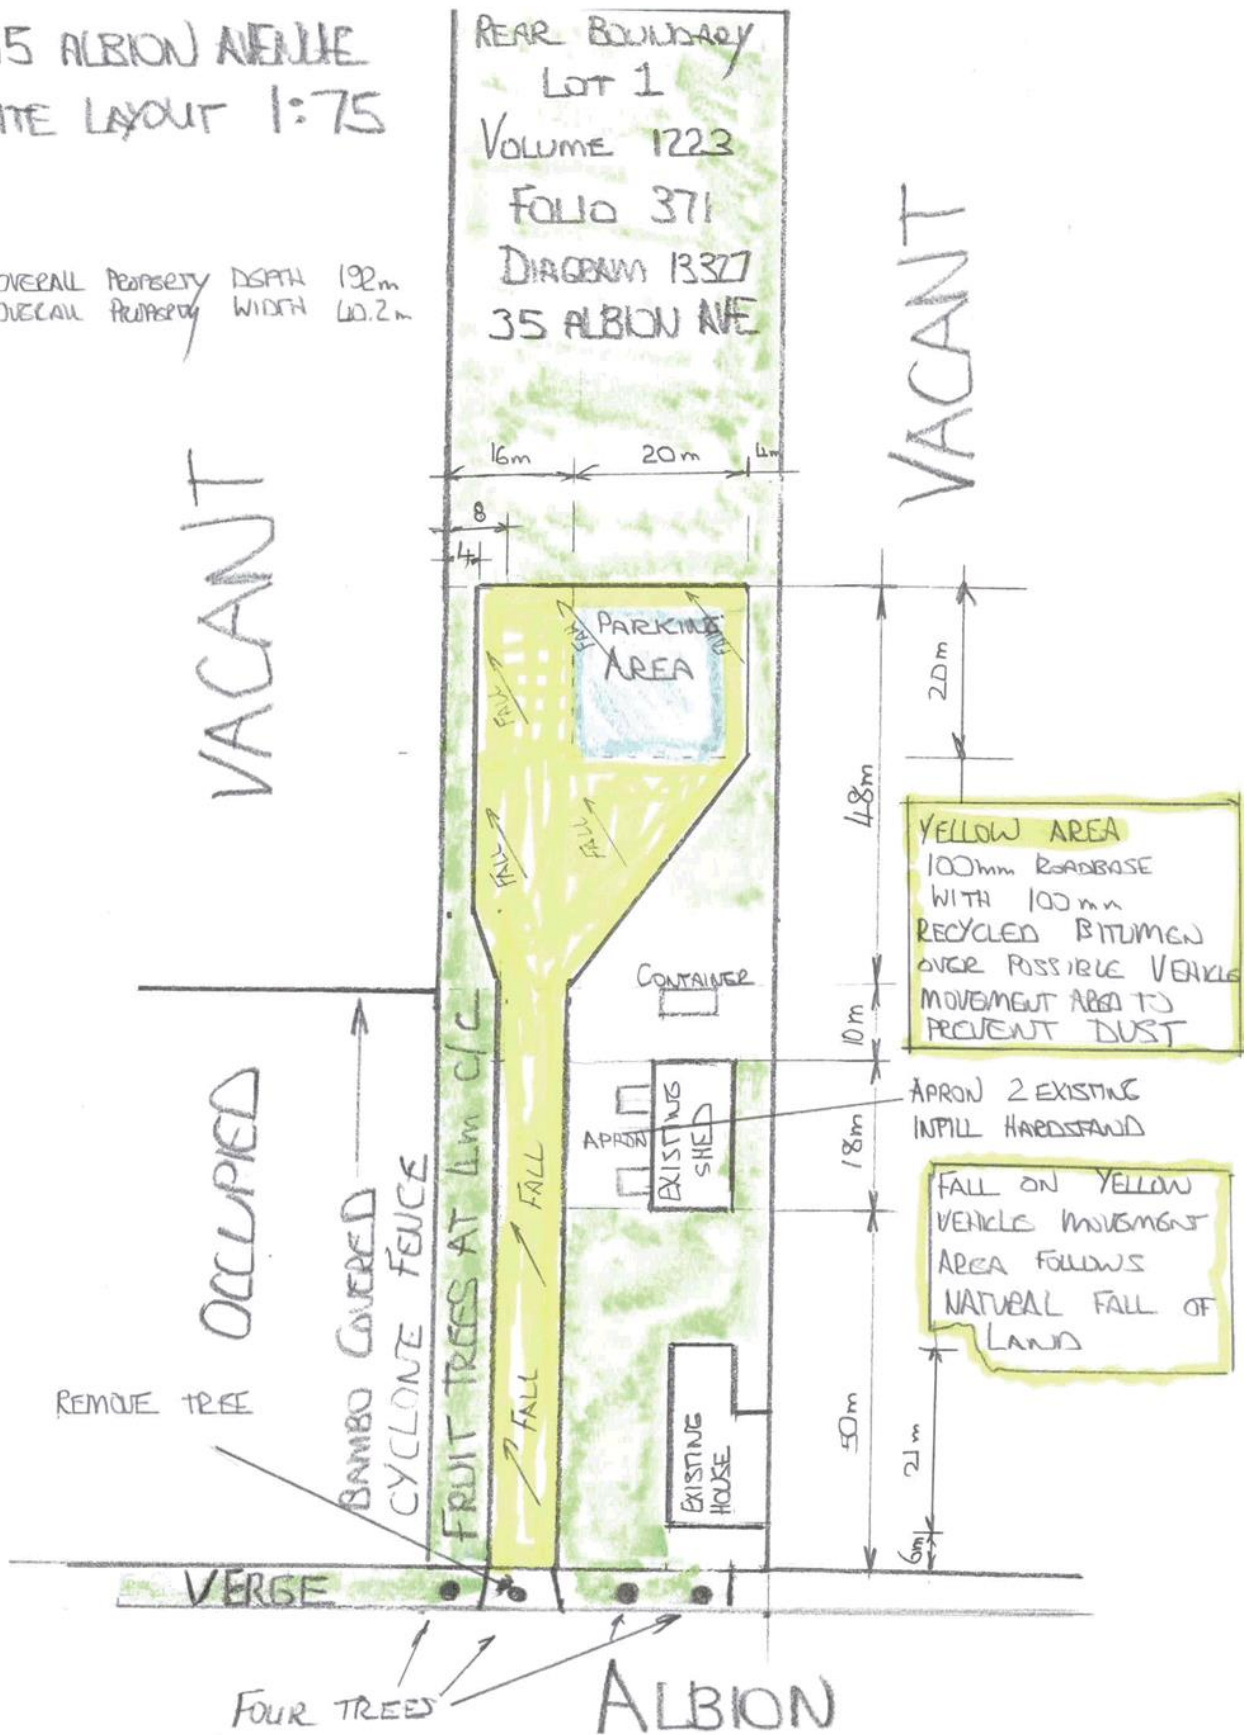 5 ALBION AVENUE
ITE LAYOUT 1:75
OVERALL PROPERTY DEPTH 192m
OVERALL PROPERTY WIDTH 40.2m
REAR BOUNDARY
LOT 1
VOLUME 1223
FOLIO 371
DIAGRAM 13327
35 ALBION AVE
VACANT
VACANT
16m 20m 4m
8
4
PARKING
AREA
FALL
FALL
FALL
FALL
FALL
48m
20m
YELLOW AREA
100mm ROADBASE
WITH 100mm
RECYCLED BITUMEN
OVER POSSIBLE VEHICLE
MOVEMENT AREA TO
PREVENT DUST
CONTAINER
10m
APRON
EXISTING
SHED
18m
APRON 2 EXISTING
INFILL HARDSTAND
FALL ON YELLOW
VEHICLE MOVEMENT
AREA FOLLOWS
NATURAL FALL OF
LAND
OCCUPIED
BAMBO COVERED
CYCLONE FENCE
FRUIT TREES AT 4m c/c
FALL
FALL
EXISTING
HOUSE
50m
21m
6m
REMOVE TREE
VERGE
FOUR TREES
ALBION